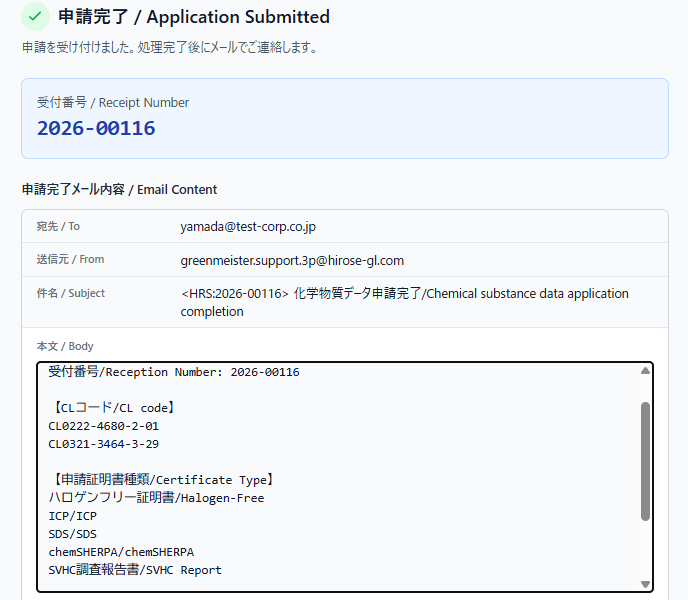 申請完了 / Application Submitted
申請を受け付けました。処理完了後にメールでご連絡します。
受付番号 / Receipt Number
2026-00116
申請完了メール内容 / Email Content
宛先 / To
yamada@test-corp.co.jp
送信元 / From
greenmeister.support.3p@hirose-gl.com
件名 / Subject
<HRS:2026-00116> 化学物質データ申請完了/Chemical substance data application
completion
本文 / Body
受付番号/Reception Number: 2026-00116
【CLコード/CL code】
CL0222-4680-2-01
CL0321-3464-3-29
【申請証明書種類/Certificate Type】
ハロゲンフリー証明書/Halogen-Free
ICP/ICP
SDS/SDS
chemSHERPA/chemSHERPA
SVHC調査報告書/SVHC Report